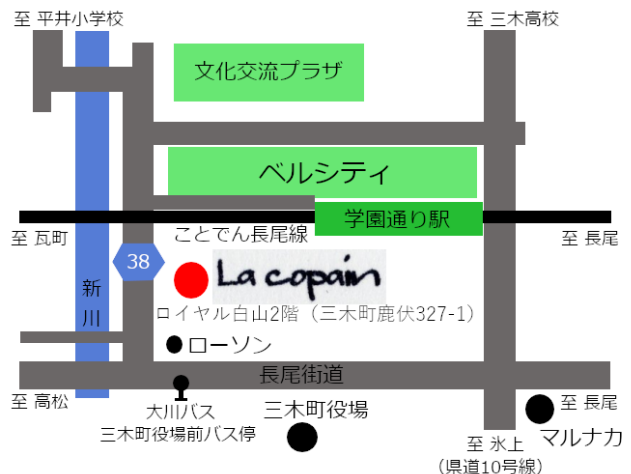 至 平井小学校
至 三木高校
文化交流プラザ
ベルシティ
学園通り駅
至 瓦町
ことでん長尾線
至 長尾
38
La copain
新川
ロイヤル白山2階（三木町鹿伏327-1）
ローソン
長尾街道
至 高松
大川バス
三木町役場前バス停
三木町役場
至 長尾
マルナカ
至 氷上
（県道10号線）